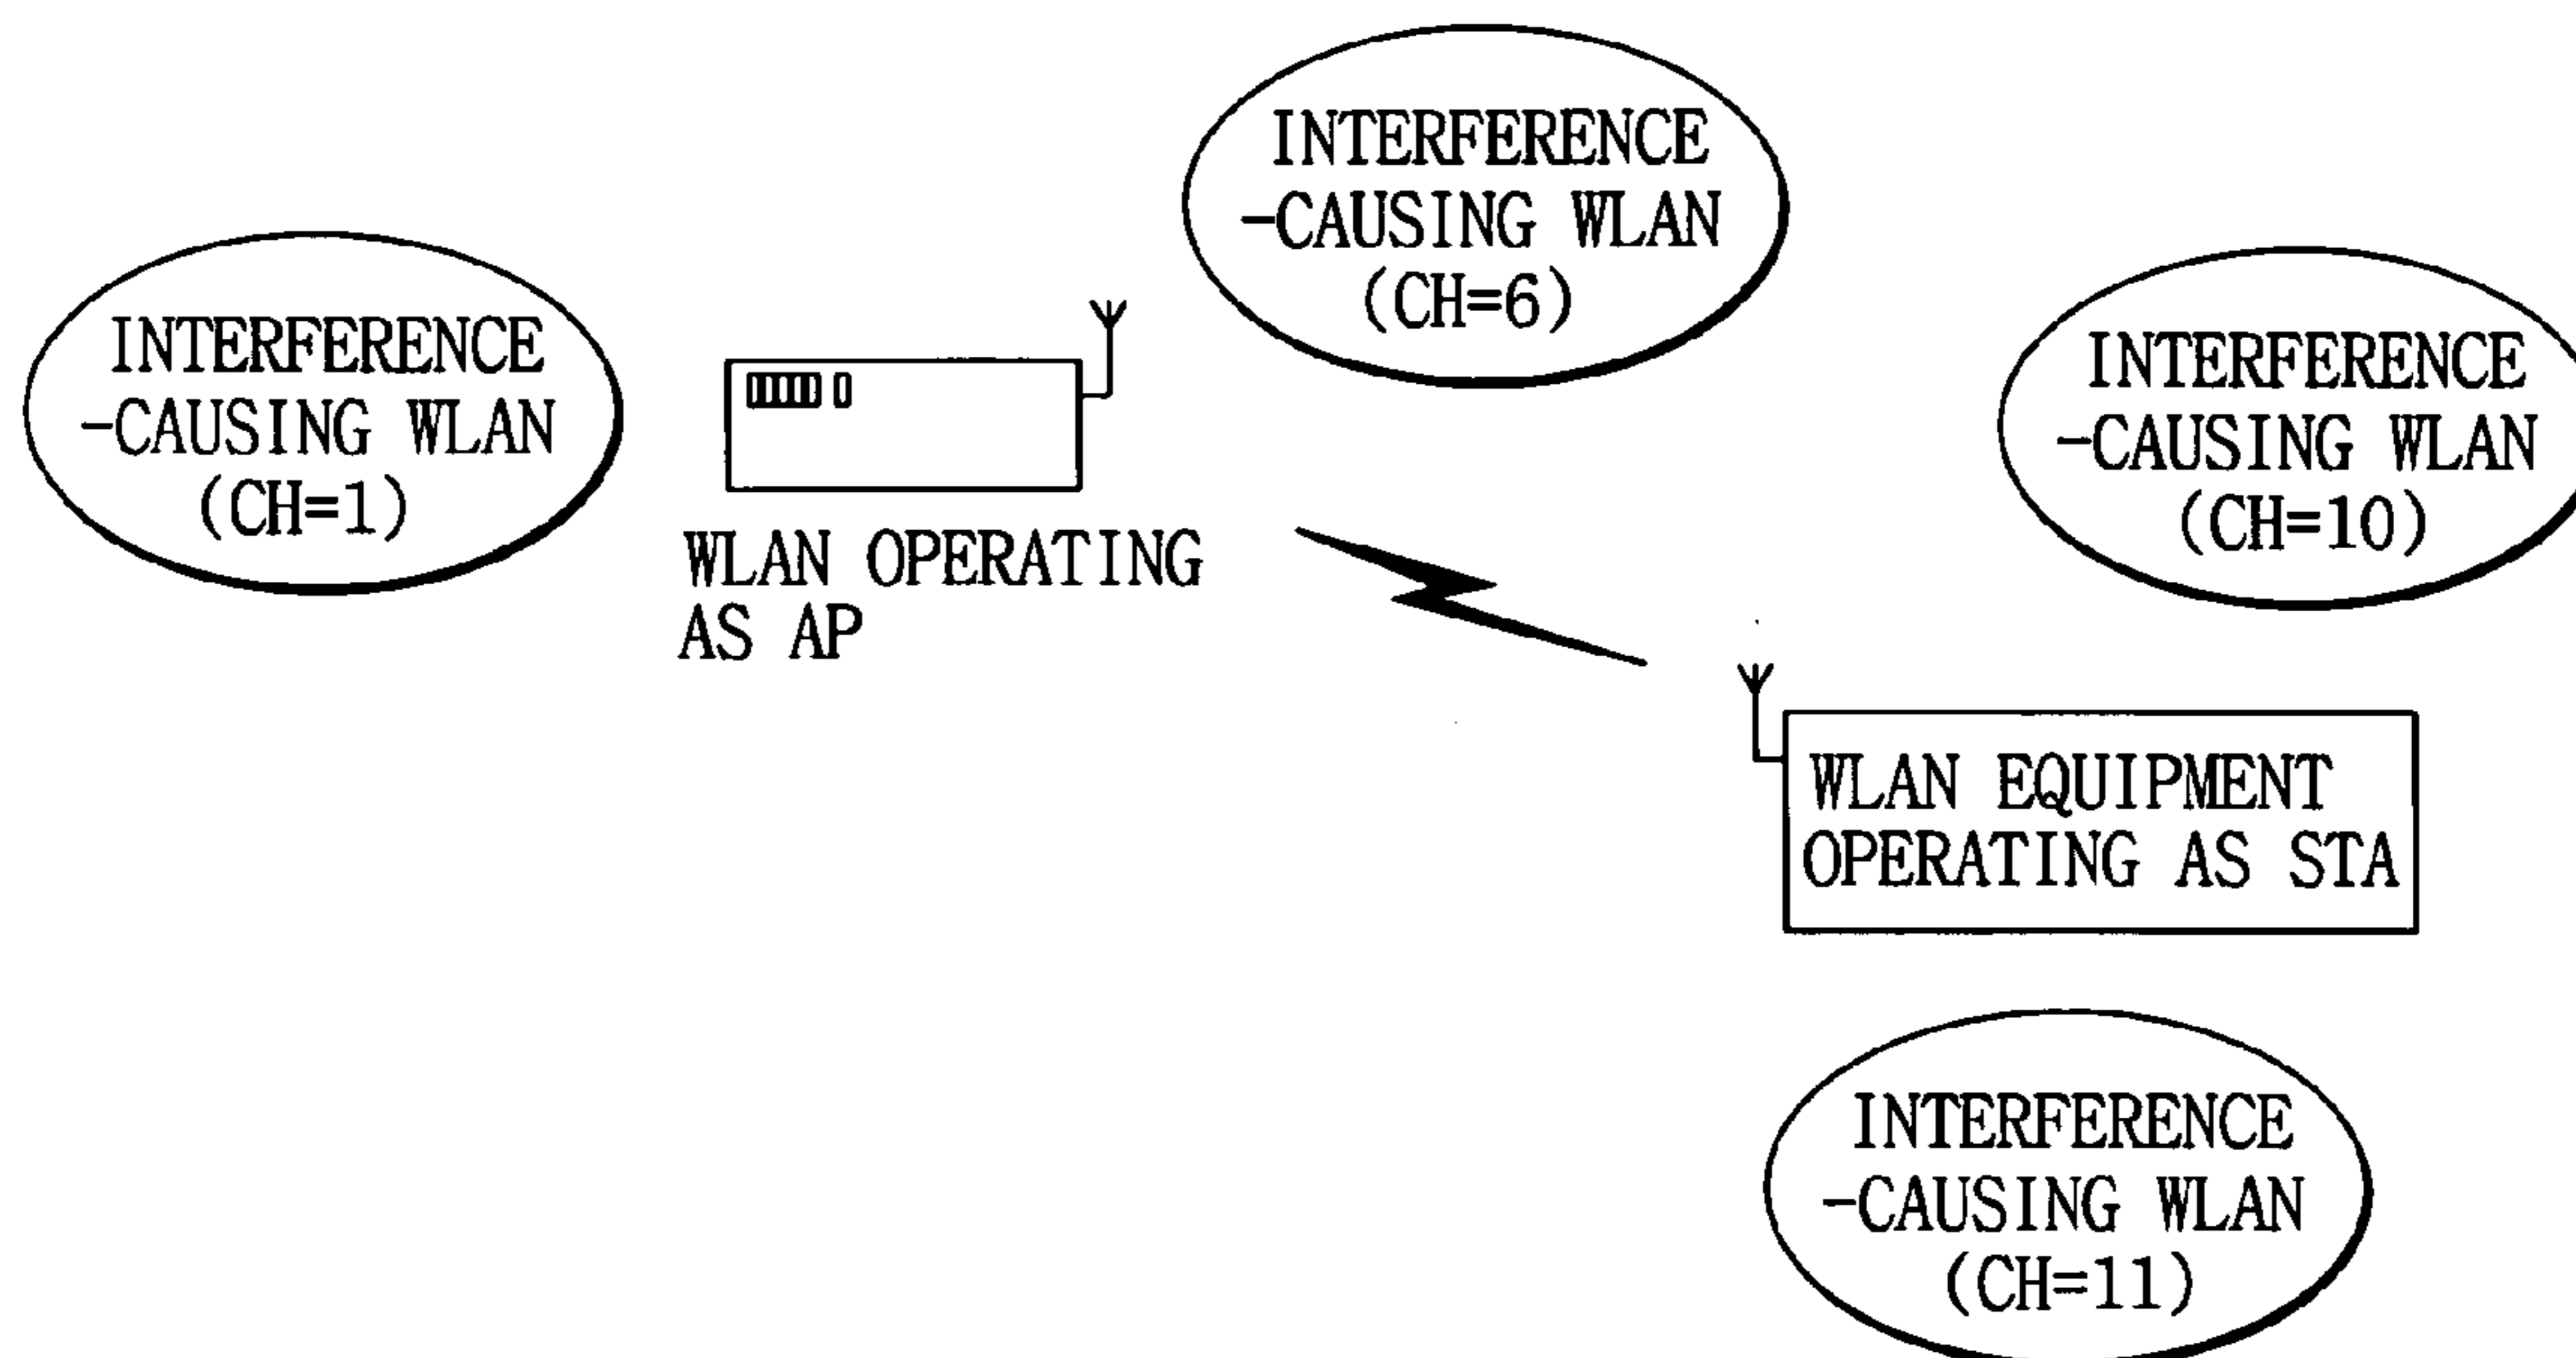 INTERFERENCE
-CAUSING WLAN
(CH=6)
INTERFERENCE
-CAUSING WLAN
(CH=1)
INTERFERENCE
-CAUSING WLAN
(CH=10)
WLAN OPERATING
AS AP
WLAN EQUIPMENT
OPERATING AS STA
INTERFERENCE
-CAUSING WLAN
(CH=11)